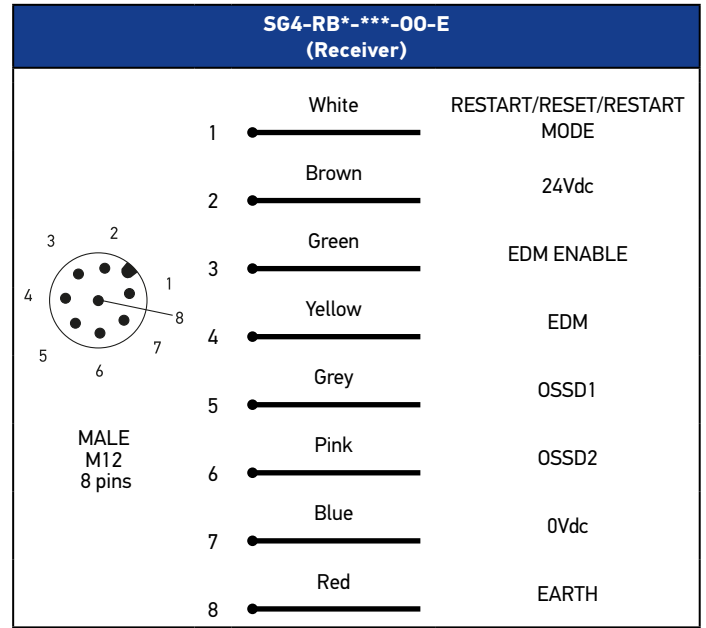 SG4-RB*-***-OO-E
(Receiver)
1 White RESTART/RESET/RESTART
MODE
2 Brown 24Vdc
3 Green EDM ENABLE
4 Yellow EDM
5 Grey OSSD1
6 Pink OSSD2
7 Blue 0Vdc
8 Red EARTH
3 2
1
4
8
5 6 7
MALE
M12
8 pins